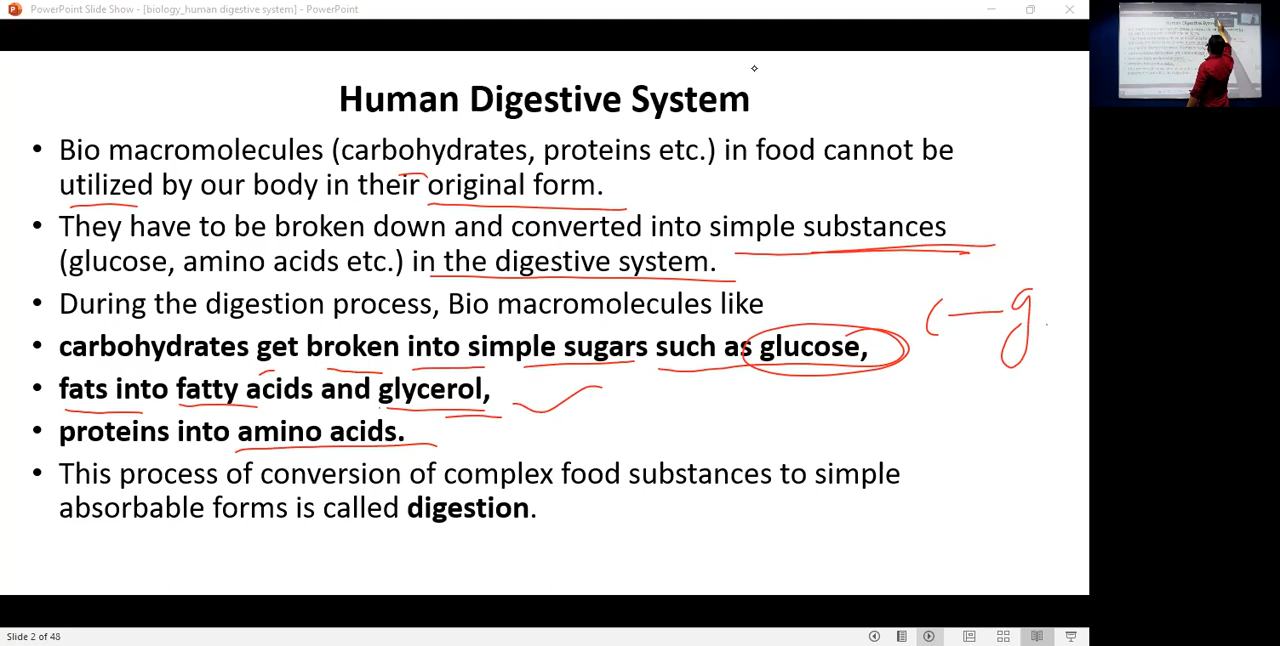 PowerPoint Slide Show - [biology_human digestive system] - PowerPoint
Human Digestive System
• Bio macromolecules (carbohydrates, proteins etc.) in food cannot be
utilized by our body in their original form.
• They have to be broken down and converted into simple substances
(glucose, amino acids etc.) in the digestive system.
• During the digestion process, Bio macromolecules like
• carbohydrates get broken into simple sugars such as glucose,
c — g
• fats into fatty acids and glycerol,
• proteins into amino acids.
• This process of conversion of complex food substances to simple
absorbable forms is called digestion.
Slide 2 of 48